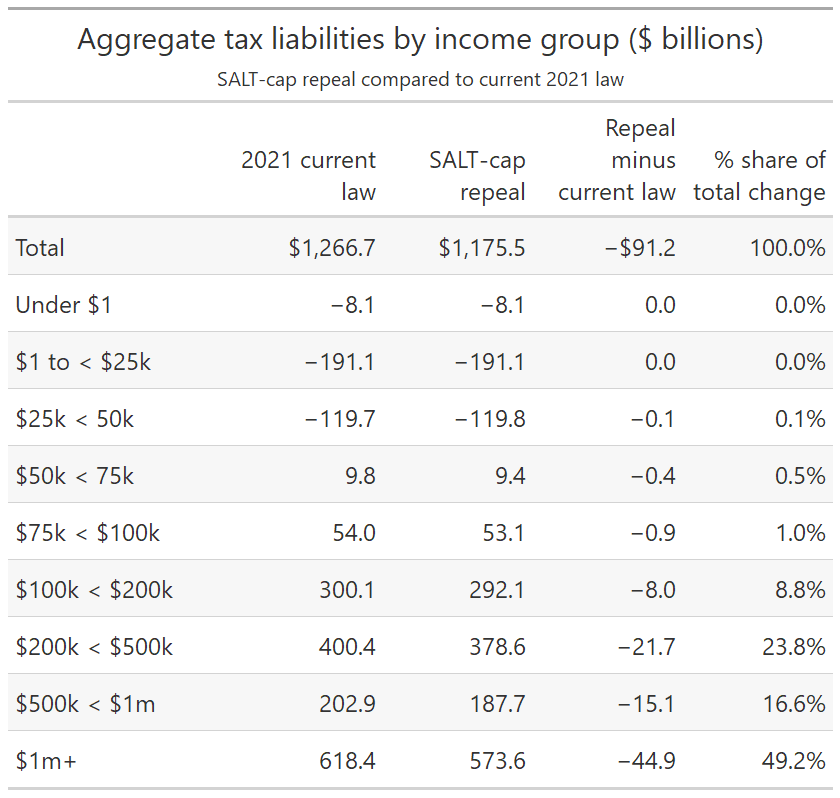 Aggregate tax liabilities by income group ($ billions)
SALT-cap repeal compared to current 2021 law
2021 current law SALT-cap repeal Repeal minus current law % share of total change
Total $1,266.7 $1,175.5 −$91.2 100.0%
Under $1 −8.1 −8.1 0.0 0.0%
$1 to < $25k −191.1 −191.1 0.0 0.0%
$25k < 50k −119.7 −119.8 −0.1 0.1%
$50k < 75k 9.8 9.4 −0.4 0.5%
$75k < $100k 54.0 53.1 −0.9 1.0%
$100k < $200k 300.1 292.1 −8.0 8.8%
$200k < $500k 400.4 378.6 −21.7 23.8%
$500k < $1m 202.9 187.7 −15.1 16.6%
$1m+ 618.4 573.6 −44.9 49.2%